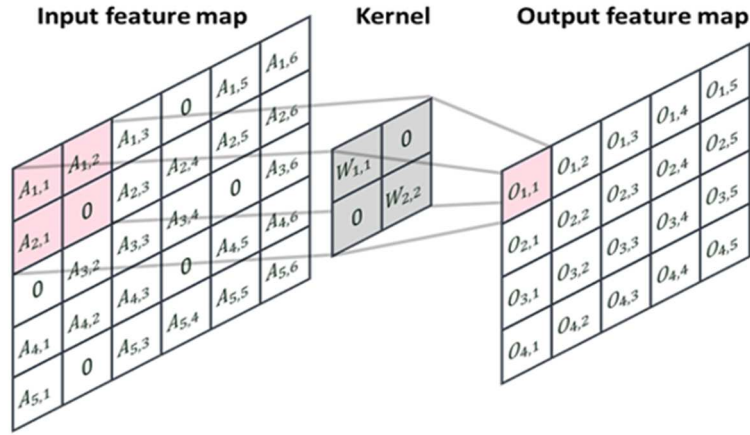 Input feature map
Kernel
Output feature map
A1,1 A1,2 A1,3 0 A1,5 A1,6
A2,1 0 A2,3 A2,4 A2,5 A2,6
0 A3,2 A3,3 A3,4 0 A3,6
A4,1 A4,2 A4,3 0 A4,5 A4,6
A5,1 0 A5,3 A5,4 A5,5 A5,6
W1,1 0
0 W2,2
O1,1 O1,2 O1,3 O1,4 O1,5
O2,1 O2,2 O2,3 O2,4 O2,5
O3,1 O3,2 O3,3 O3,4 O3,5
O4,1 O4,2 O4,3 O4,4 O4,5